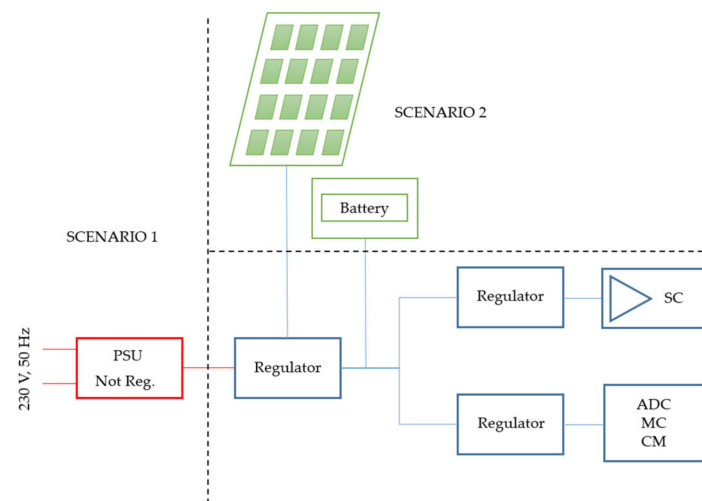 SCENARIO 2
Battery
SCENARIO 1
Regulator
SC
230 V, 50 Hz
PSU
Not Reg.
Regulator
Regulator
ADC
MC
CM